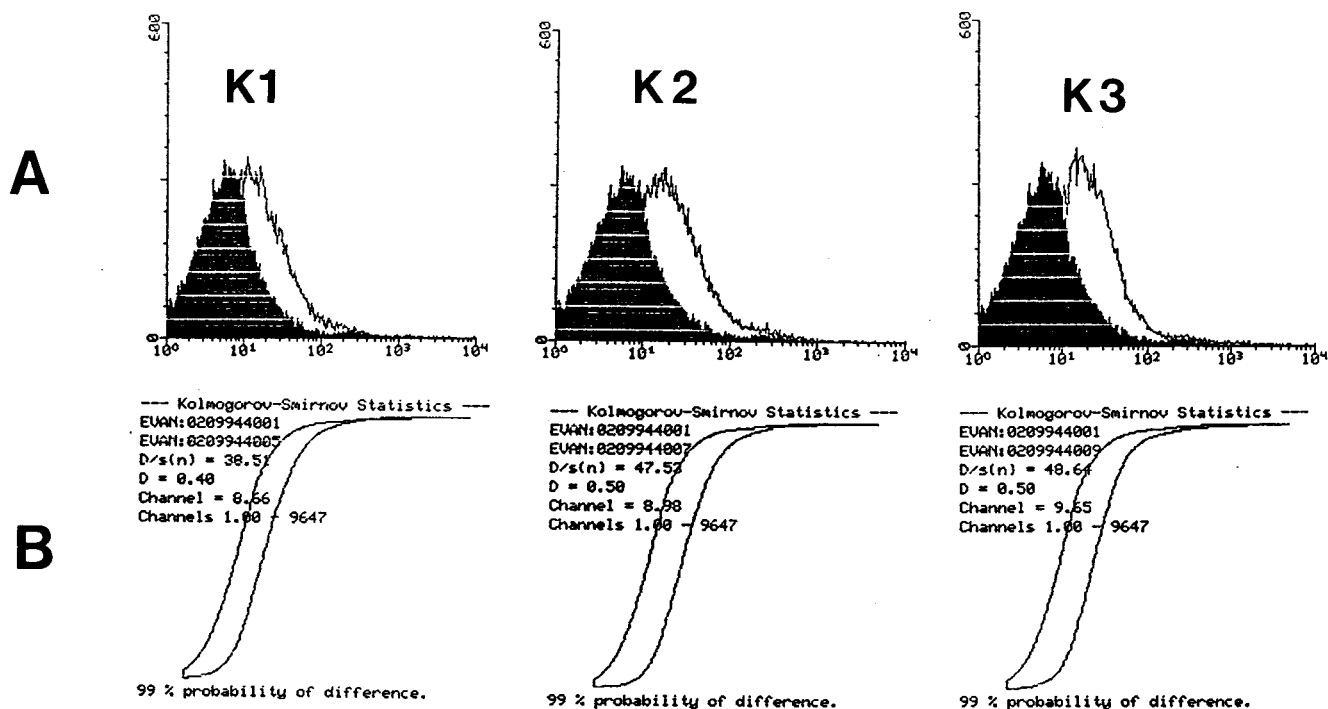 K1
K2
K3
A
600
0
10⁰ 10¹ 10² 10³ 10⁴
600
0
10⁰ 10¹ 10² 10³ 10⁴
600
0
10⁰ 10¹ 10² 10³ 10⁴
B
--- Kolmogorov-Smirnov Statistics ---
EVAN:0209944001
EVAN:0209944005
D/s(n) = 38.51
D = 0.40
Channel = 8.66
Channels 1.00 - 9647
99 % probability of difference.
--- Kolmogorov-Smirnov Statistics ---
EVAN:0209944001
EVAN:0209944007
D/s(n) = 47.53
D = 0.50
Channel = 8.98
Channels 1.00 - 9647
99 % probability of difference.
--- Kolmogorov-Smirnov Statistics ---
EVAN:0209944001
EVAN:0209944009
D/s(n) = 48.64
D = 0.50
Channel = 9.65
Channels 1.00 - 9647
99 % probability of difference.